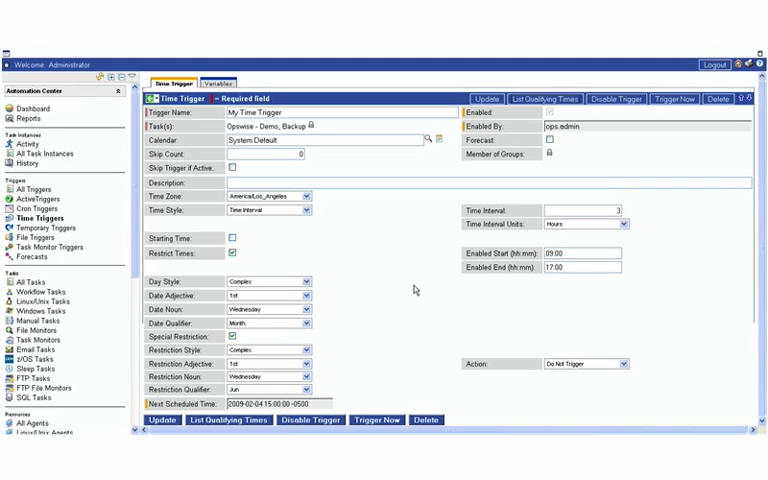 Welcome: Administrator
Logout
Automation Center
Dashboard
Reports
Task Instances
Activity
All Task Instances
History
Triggers
All Triggers
ActiveTriggers
Cron Triggers
Time Triggers
Temporary Triggers
File Triggers
Task Monitor Triggers
Forecasts
Tasks
All Tasks
Workflow Tasks
Linux/Unix Tasks
Windows Tasks
Manual Tasks
File Monitors
Task Monitors
Email Tasks
z/OS Tasks
Sleep Tasks
FTP Tasks
FTP File Monitors
SQL Tasks
Resources
All Agents
Linux/Unix Agents
Time Trigger Variables
Time Trigger = Required field Update List Qualifying Times Disable Trigger Trigger Now Delete
Trigger Name: My Time Trigger Enabled:
Task(s): Opswise - Demo, Backup Enabled By: ops.admin
Calendar: System Default Forecast:
Skip Count: 0 Member of Groups:
Skip Trigger if Active:
Description:
Time Zone: America/Los_Angeles
Time Style: Time Interval Time Interval: 3
Time Interval Units: Hours
Starting Time:
Restrict Times: Enabled Start (hh:mm): 09:00
Enabled End (hh:mm): 17:00
Day Style: Complex
Date Adjective: 1st
Date Noun: Wednesday
Date Qualifier: Month
Special Restriction:
Restriction Style: Complex
Restriction Adjective: 1st Action: Do Not Trigger
Restriction Noun: Wednesday
Restriction Qualifier: Jun
Next Scheduled Time: 2009-02-04 15:00:00 -0500
Update List Qualifying Times Disable Trigger Trigger Now Delete